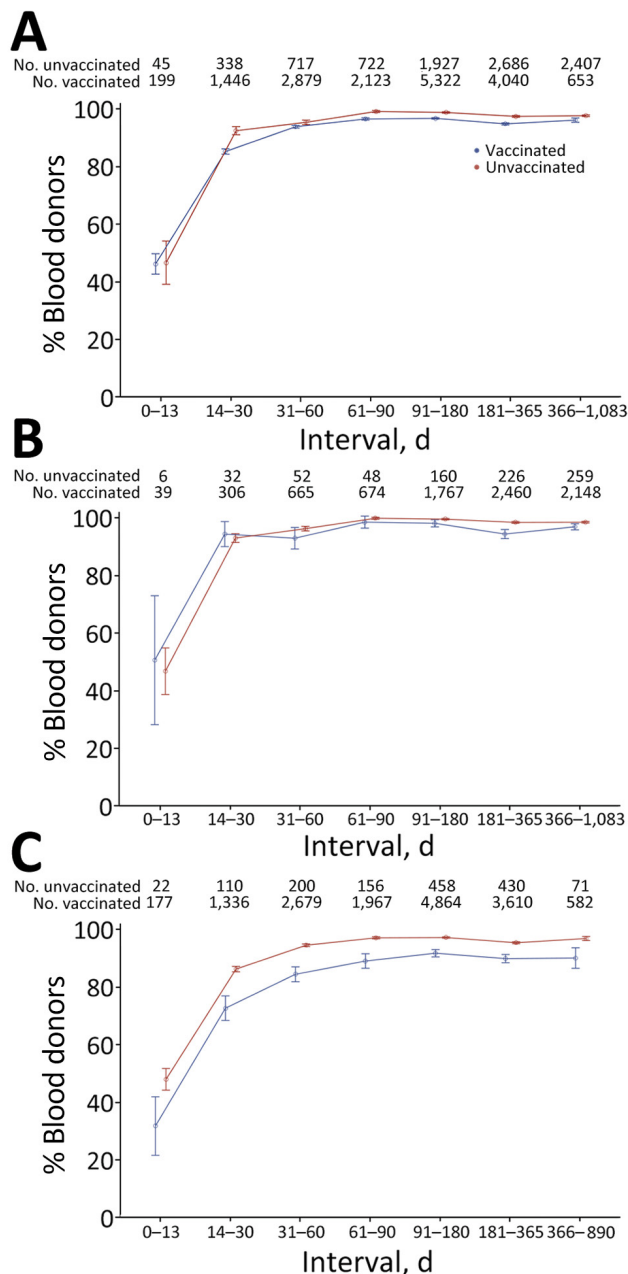 A
No. unvaccinated 45 338 717 722 1,927 2,686 2,407
No. vaccinated 199 1,446 2,879 2,123 5,322 4,040 653
100
80
60
40
20
0
% Blood donors
Vaccinated
Unvaccinated
0–13 14–30 31–60 61–90 91–180 181–365 366–1,083
Interval, d
B
No. unvaccinated 6 32 52 48 160 226 259
No. vaccinated 39 306 665 674 1,767 2,460 2,148
100
80
60
40
20
0
% Blood donors
0–13 14–30 31–60 61–90 91–180 181–365 366–1,083
Interval, d
C
No. unvaccinated 22 110 200 156 458 430 71
No. vaccinated 177 1,336 2,679 1,967 4,864 3,610 582
100
80
60
40
20
0
% Blood donors
0–13 14–30 31–60 61–90 91–180 181–365 366–890
Interval, d